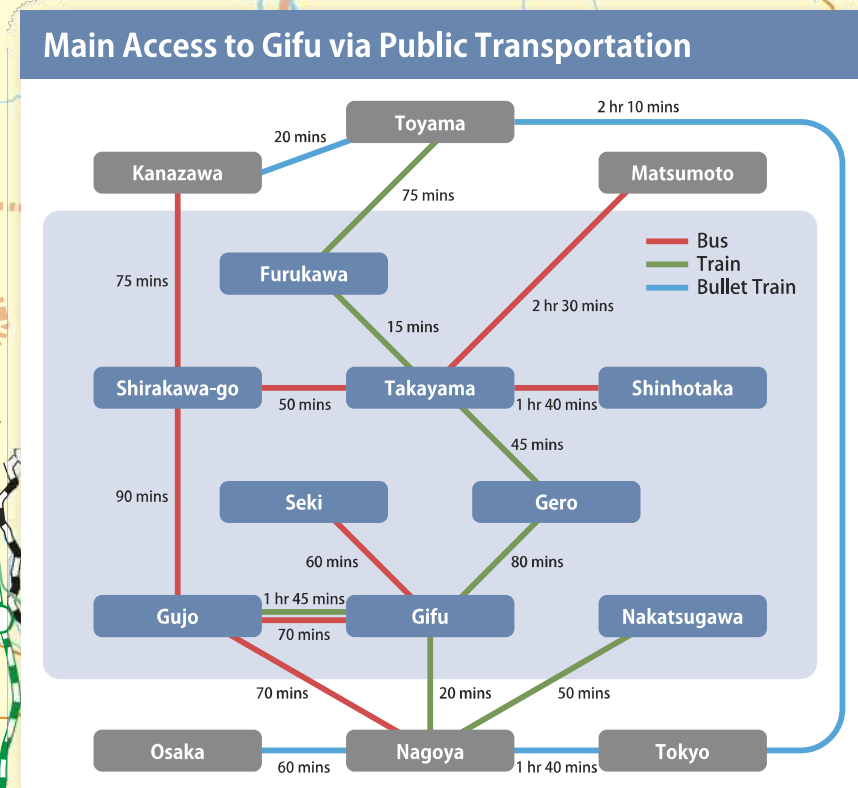 Main Access to Gifu via Public Transportation
2 hr 10 mins
Toyama
20 mins
Kanazawa
Matsumoto
75 mins
Bus
Train
Bullet Train
Furukawa
75 mins
2 hr 30 mins
15 mins
Shirakawa-go
Takayama
Shinhotaka
50 mins
1 hr 40 mins
45 mins
90 mins
Seki
Gero
60 mins
80 mins
1 hr 45 mins
Gujo
Gifu
Nakatsugawa
70 mins
70 mins
20 mins
50 mins
Osaka
Nagoya
Tokyo
60 mins
1 hr 40 mins